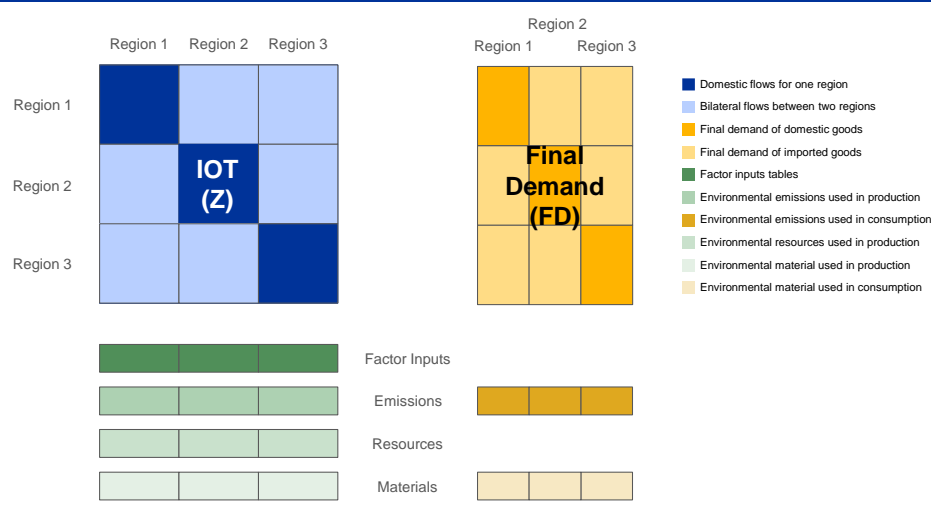 Region 2
Region 1 Region 2 Region 3
Region 1 Region 3
Region 1
Region 2
Region 3
IOT
(Z)
Final
Demand
(FD)
Domestic flows for one region
Bilateral flows between two regions
Final demand of domestic goods
Final demand of imported goods
Factor inputs tables
Environmental emissions used in production
Environmental emissions used in consumption
Environmental resources used in production
Environmental material used in production
Environmental material used in consumption
Factor Inputs
Emissions
Resources
Materials